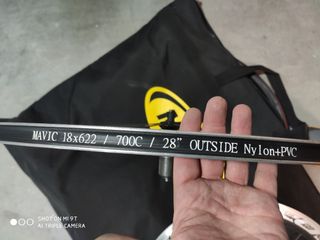 MAVIC 18x622 / 700C / 28" OUTSIDE Nylon+PVC
SHOT ON MI 9T
AI TRIPLE CAMERA